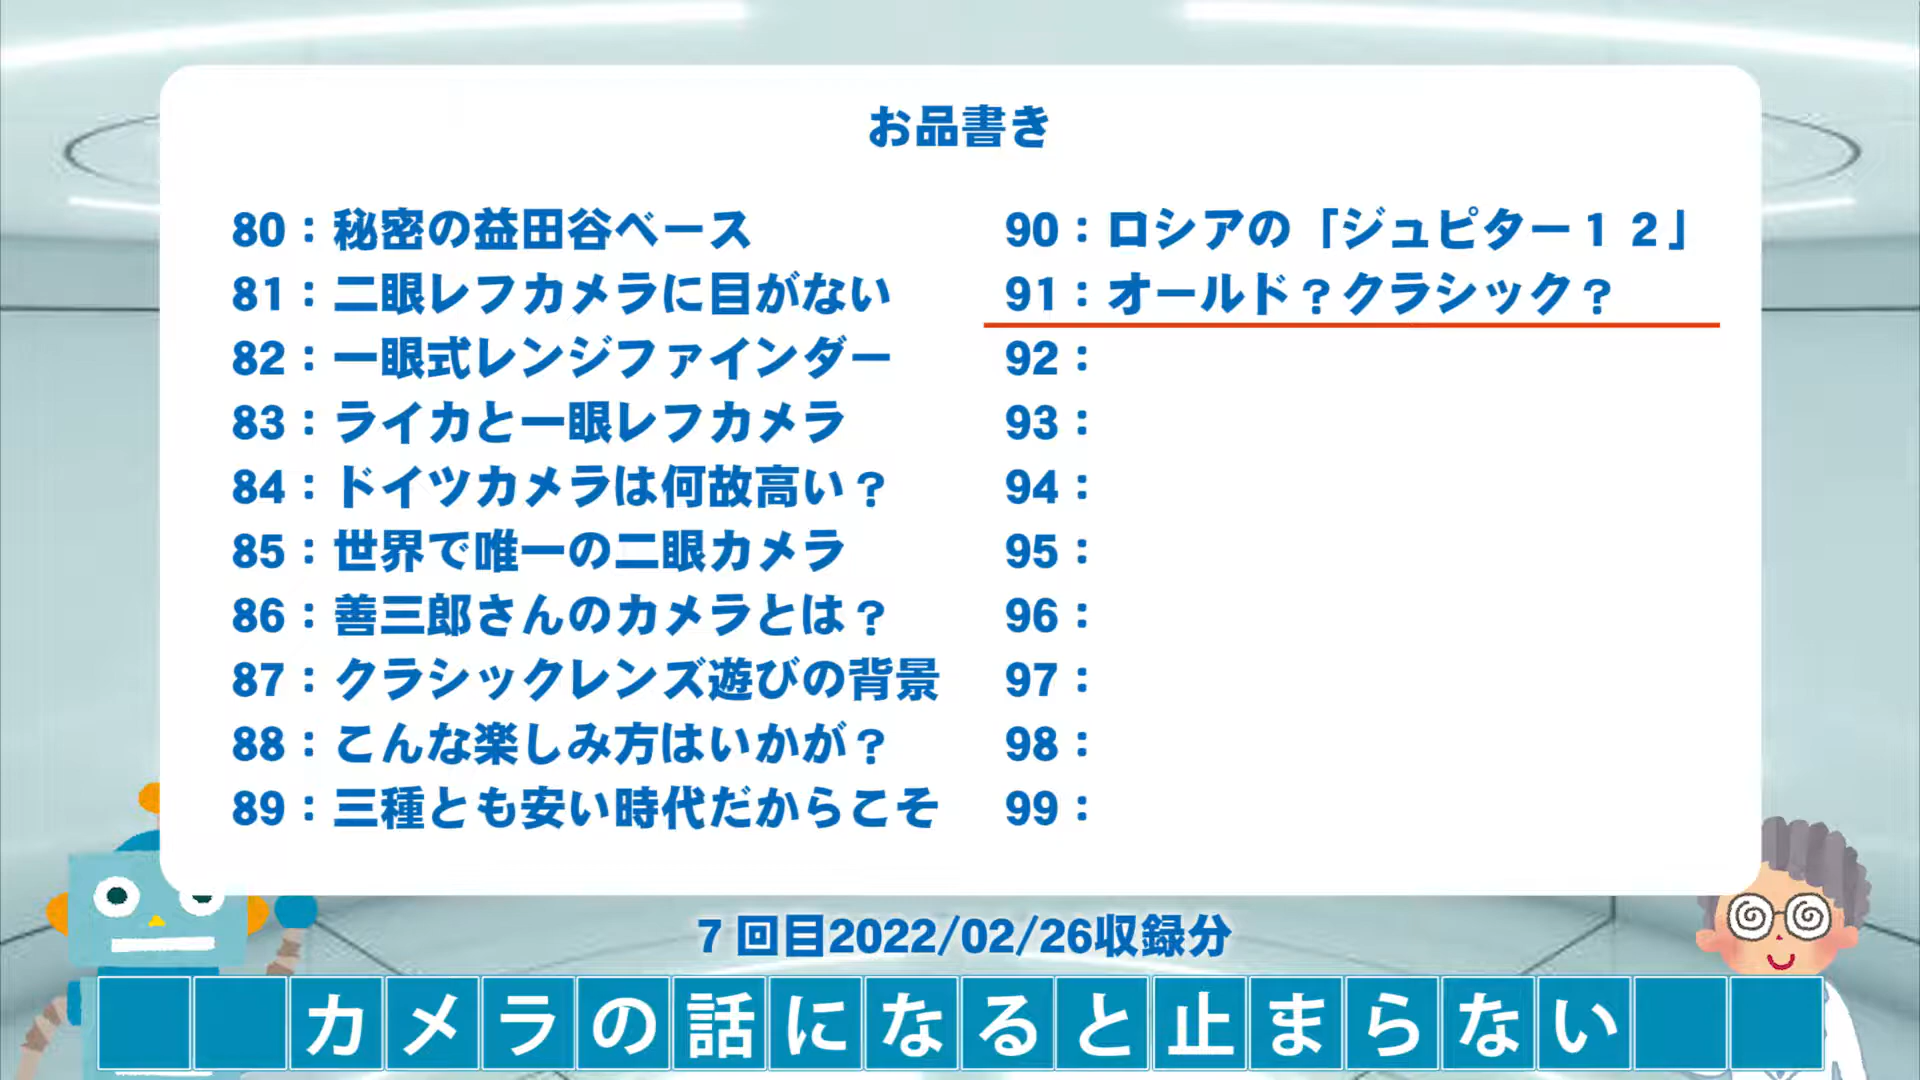 お品書き
80：秘密の益田谷ベース
81：二眼レフカメラに目がない
82：一眼式レンジファインダー
83：ライカと一眼レフカメラ
84：ドイツカメラは何故高い？
85：世界で唯一の二眼カメラ
86：善三郎さんのカメラとは？
87：クラシックレンズ遊びの背景
88：こんな楽しみ方はいかが？
89：三種とも安い時代だからこそ
90：ロシアの「ジュピター１２」
91：オールド？クラシック？
92：
93：
94：
95：
96：
97：
98：
99：
７回目2022/02/26収録分
カメラの話になると止まらない